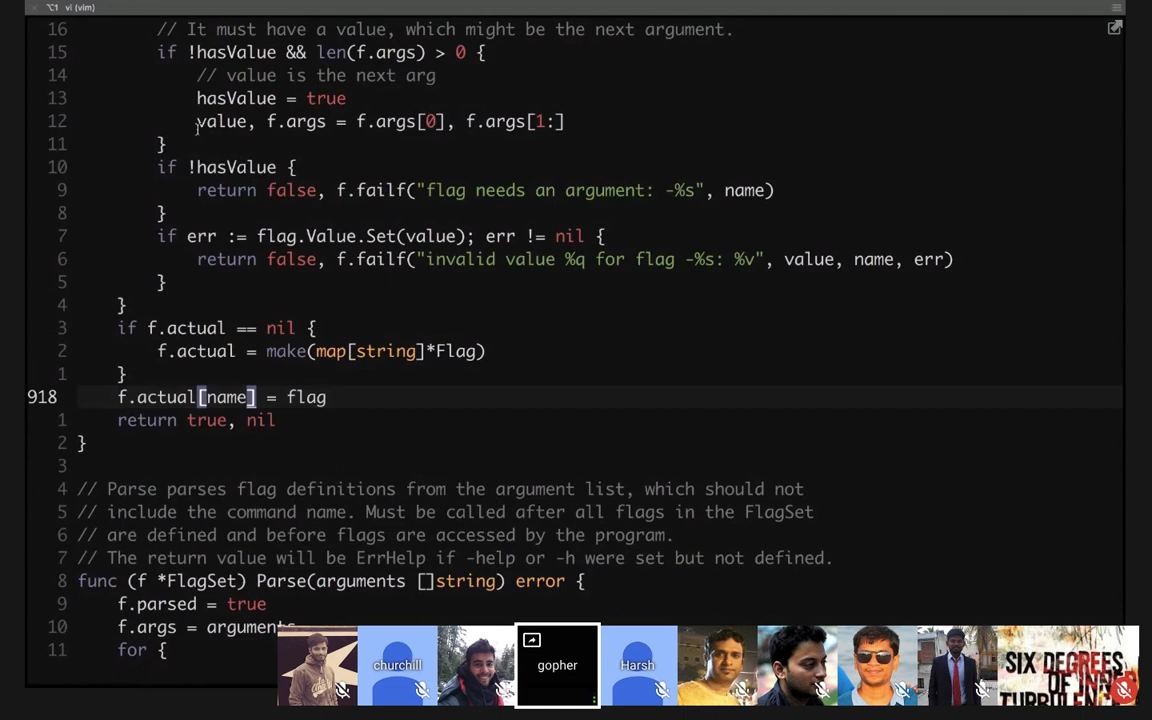 ⌥1 vi (vim)
16 // It must have a value, which might be the next argument.
15 if !hasValue && len(f.args) > 0 {
14 // value is the next arg
13 hasValue = true
12 value, f.args = f.args[0], f.args[1:]
11 }
10 if !hasValue {
9 return false, f.failf("flag needs an argument: -%s", name)
8 }
7 if err := flag.Value.Set(value); err != nil {
6 return false, f.failf("invalid value %q for flag -%s: %v", value, name, err)
5 }
4 }
3 if f.actual == nil {
2 f.actual = make(map[string]*Flag)
1 }
918 f.actual[name] = flag
1 return true, nil
2 }
3
4 // Parse parses flag definitions from the argument list, which should not
5 // include the command name. Must be called after all flags in the FlagSet
6 // are defined and before flags are accessed by the program.
7 // The return value will be ErrHelp if -help or -h were set but not defined.
8 func (f *FlagSet) Parse(arguments []string) error {
9 f.parsed = true
10 f.args = arguments
11 for {
churchill
gopher
Harsh
SIX DEGREES
OF INNER
TURBULENCE